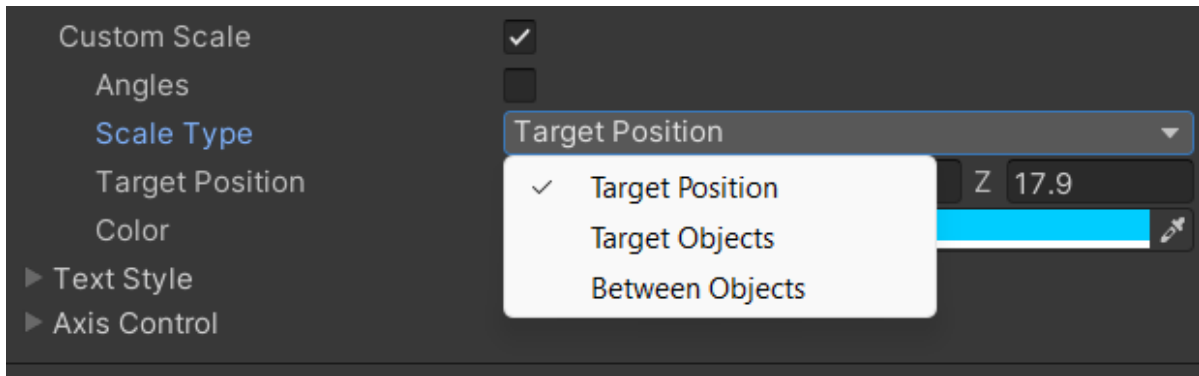 Custom Scale
Angles
Scale Type Target Position
Target Position Target Position Z 17.9
Color Target Objects
Between Objects
Text Style
Axis Control